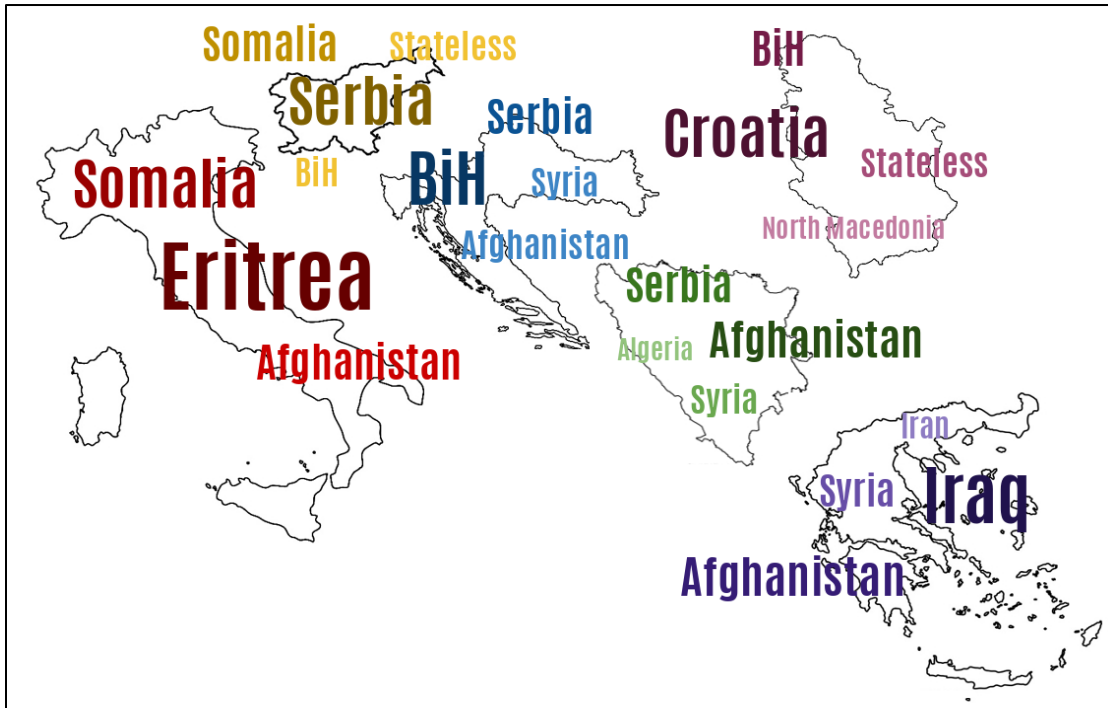 Somalia
Stateless
Serbia
BiH
Somalia
Eritrea
Afghanistan
Serbia
BiH
Syria
Afghanistan
BiH
Croatia
Stateless
North Macedonia
Serbia
Afghanistan
Algeria
Syria
Iran
Syria
Iraq
Afghanistan